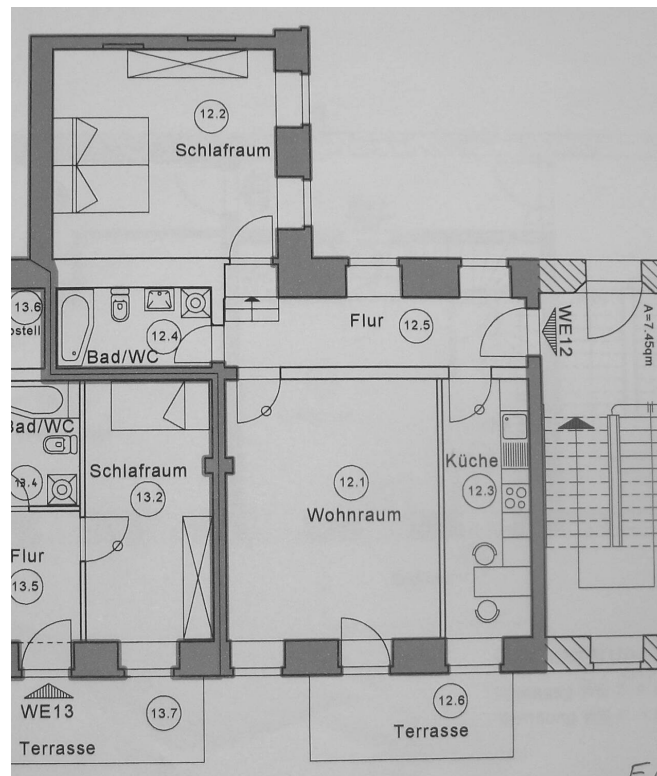 12.2
Schlafraum
13.6
12.4
Bad/WC
Flur
12.5
WE12
A=7.45qm
Bad/WC
13.4
Schlafraum
13.2
12.1
Wohnraum
Küche
12.3
Flur
13.5
WE13
13.7
Terrasse
12.6
Terrasse